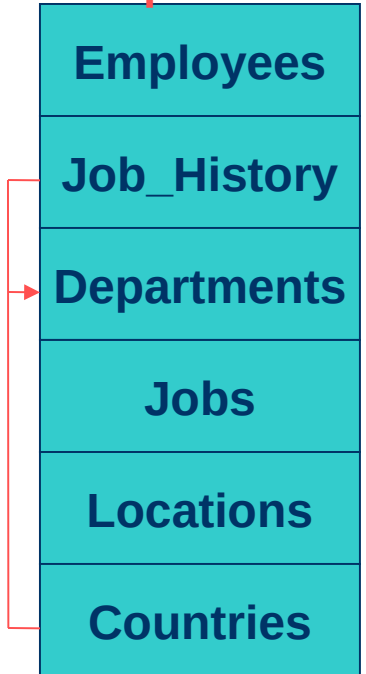 Employees
Job_History
Departments
Jobs
Locations
Countries